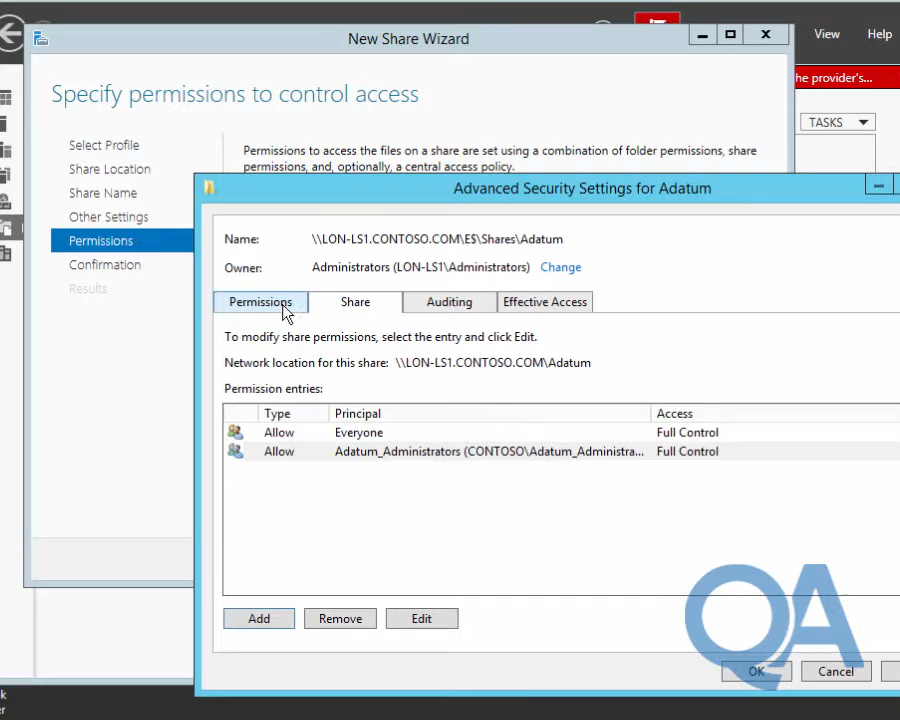 New Share Wizard
View Help
Specify permissions to control access
he provider's...
TASKS
Select Profile
Share Location
Share Name
Other Settings
Permissions
Confirmation
Results
Permissions to access the files on a share are set using a combination of folder permissions, share
permissions, and, optionally, a central access policy.
Advanced Security Settings for Adatum
Name: \\LON-LS1.CONTOSO.COM\E$\Shares\Adatum
Owner: Administrators (LON-LS1\Administrators) Change
Permissions Share Auditing Effective Access
To modify share permissions, select the entry and click Edit.
Network location for this share: \\LON-LS1.CONTOSO.COM\Adatum
Permission entries:
Type Principal Access
Allow Everyone Full Control
Allow Adatum_Administrators (CONTOSO\Adatum_Administra... Full Control
Add Remove Edit
QA
OK Cancel
k
er